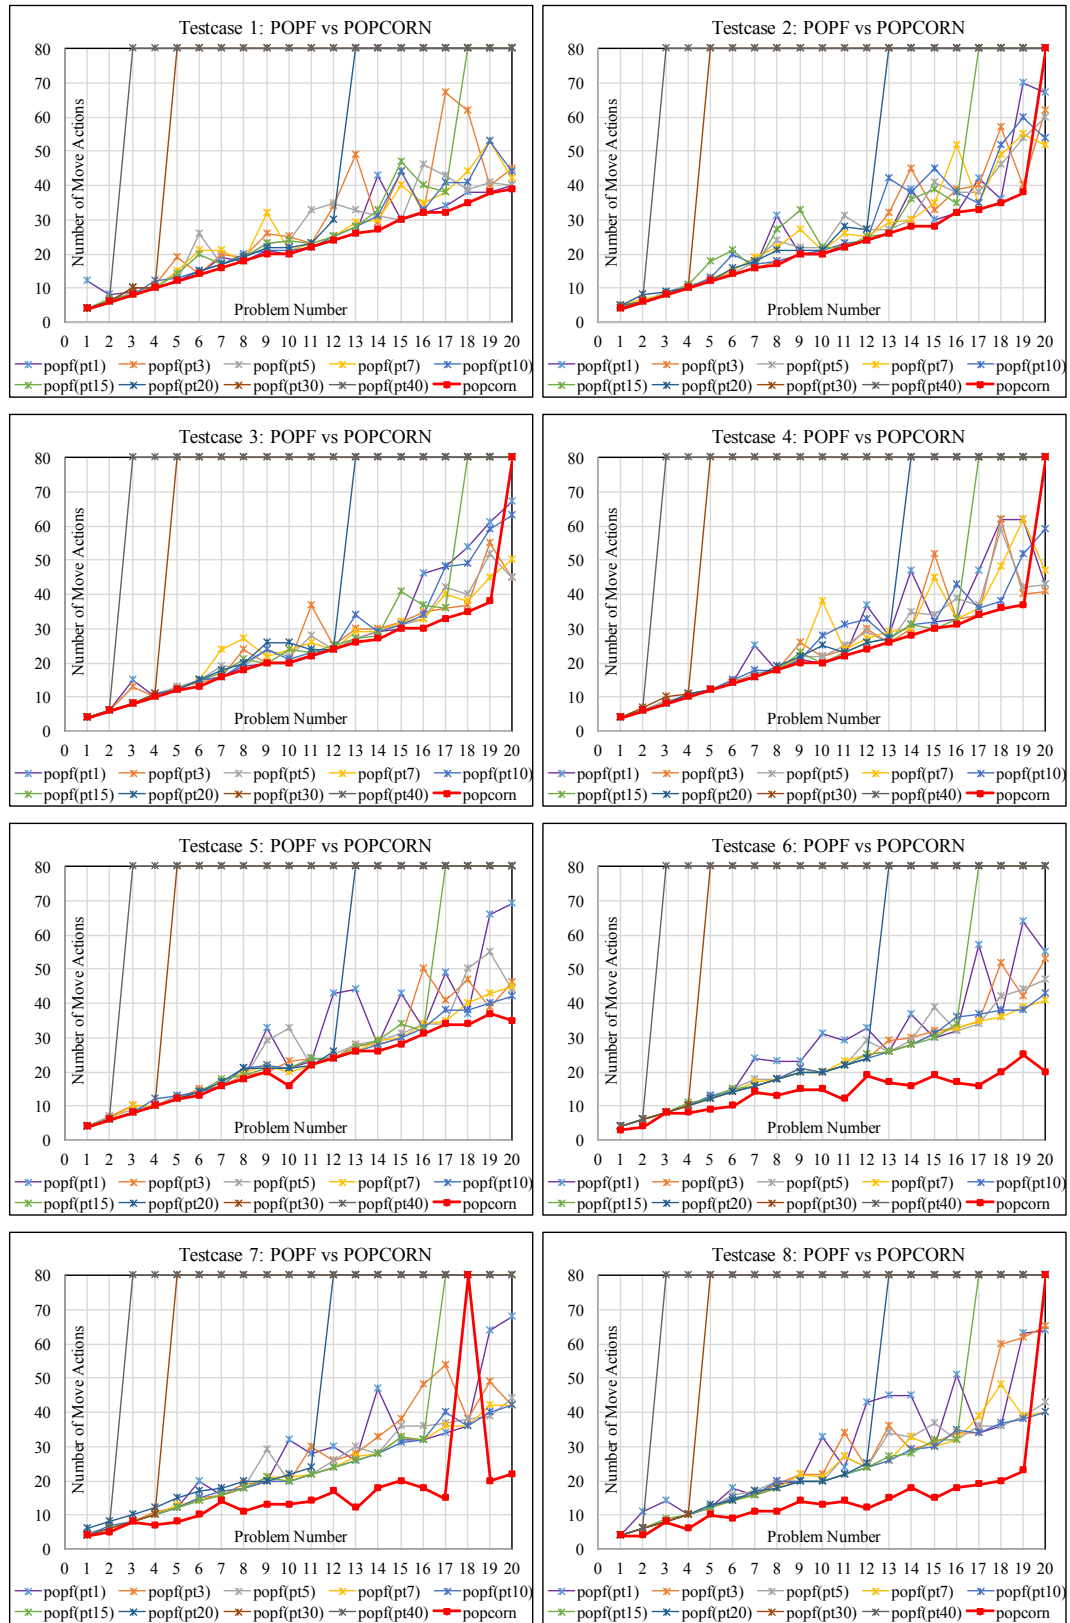 Testcase 1: POPF vs POPCORN
80
70
60
50
40
30
20
10
0
Number of Move Actions
Problem Number
0 1 2 3 4 5 6 7 8 9 10 11 12 13 14 15 16 17 18 19 20
popf(pt1) popf(pt3) popf(pt5) popf(pt7) popf(pt10)
popf(pt15) popf(pt20) popf(pt30) popf(pt40) popcorn
Testcase 2: POPF vs POPCORN
80
70
60
50
40
30
20
10
0
Number of Move Actions
Problem Number
0 1 2 3 4 5 6 7 8 9 10 11 12 13 14 15 16 17 18 19 20
popf(pt1) popf(pt3) popf(pt5) popf(pt7) popf(pt10)
popf(pt15) popf(pt20) popf(pt30) popf(pt40) popcorn
Testcase 3: POPF vs POPCORN
80
70
60
50
40
30
20
10
0
Number of Move Actions
Problem Number
0 1 2 3 4 5 6 7 8 9 10 11 12 13 14 15 16 17 18 19 20
popf(pt1) popf(pt3) popf(pt5) popf(pt7) popf(pt10)
popf(pt15) popf(pt20) popf(pt30) popf(pt40) popcorn
Testcase 4: POPF vs POPCORN
80
70
60
50
40
30
20
10
0
Number of Move Actions
Problem Number
0 1 2 3 4 5 6 7 8 9 10 11 12 13 14 15 16 17 18 19 20
popf(pt1) popf(pt3) popf(pt5) popf(pt7) popf(pt10)
popf(pt15) popf(pt20) popf(pt30) popf(pt40) popcorn
Testcase 5: POPF vs POPCORN
80
70
60
50
40
30
20
10
0
Number of Move Actions
Problem Number
0 1 2 3 4 5 6 7 8 9 10 11 12 13 14 15 16 17 18 19 20
popf(pt1) popf(pt3) popf(pt5) popf(pt7) popf(pt10)
popf(pt15) popf(pt20) popf(pt30) popf(pt40) popcorn
Testcase 6: POPF vs POPCORN
80
70
60
50
40
30
20
10
0
Number of Move Actions
Problem Number
0 1 2 3 4 5 6 7 8 9 10 11 12 13 14 15 16 17 18 19 20
popf(pt1) popf(pt3) popf(pt5) popf(pt7) popf(pt10)
popf(pt15) popf(pt20) popf(pt30) popf(pt40) popcorn
Testcase 7: POPF vs POPCORN
80
70
60
50
40
30
20
10
0
Number of Move Actions
Problem Number
0 1 2 3 4 5 6 7 8 9 10 11 12 13 14 15 16 17 18 19 20
popf(pt1) popf(pt3) popf(pt5) popf(pt7) popf(pt10)
popf(pt15) popf(pt20) popf(pt30) popf(pt40) popcorn
Testcase 8: POPF vs POPCORN
80
70
60
50
40
30
20
10
0
Number of Move Actions
Problem Number
0 1 2 3 4 5 6 7 8 9 10 11 12 13 14 15 16 17 18 19 20
popf(pt1) popf(pt3) popf(pt5) popf(pt7) popf(pt10)
popf(pt15) popf(pt20) popf(pt30) popf(pt40) popcorn